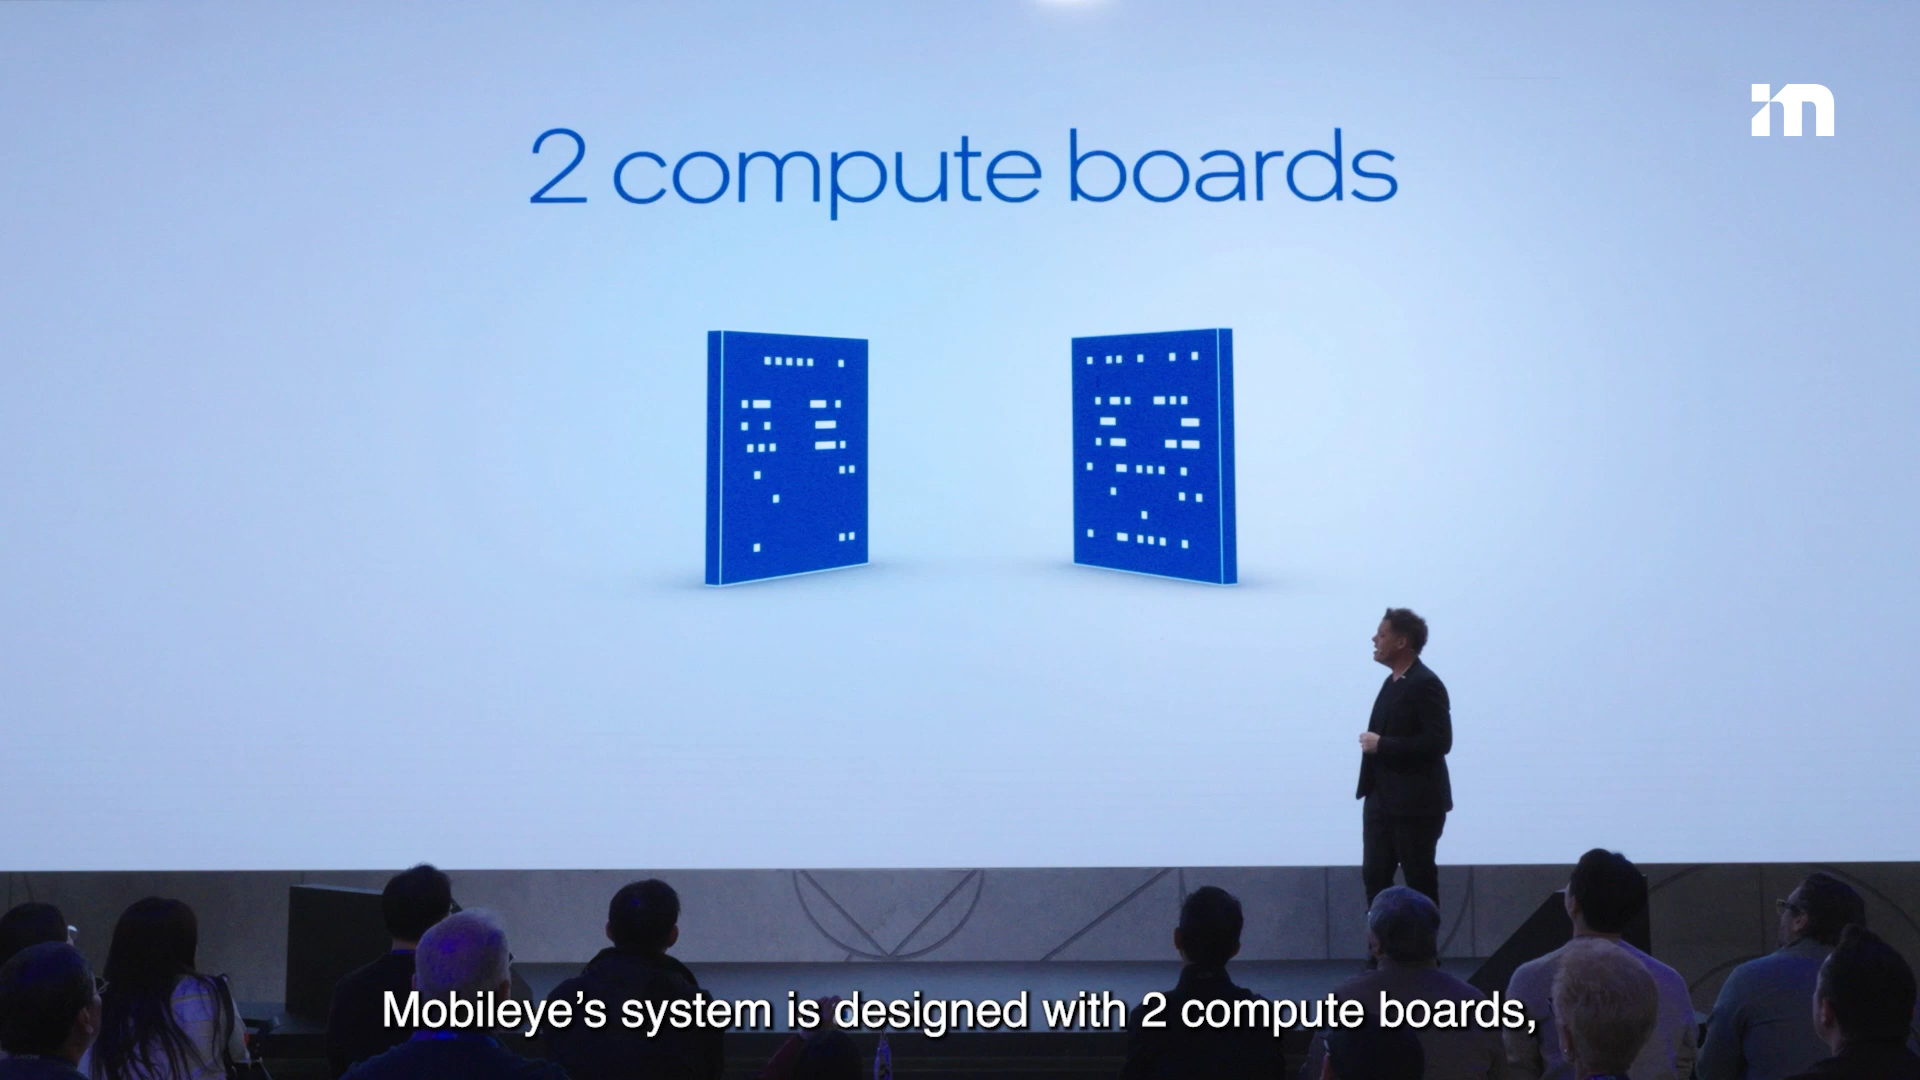 2 compute boards
Mobileye’s system is designed with 2 compute boards,